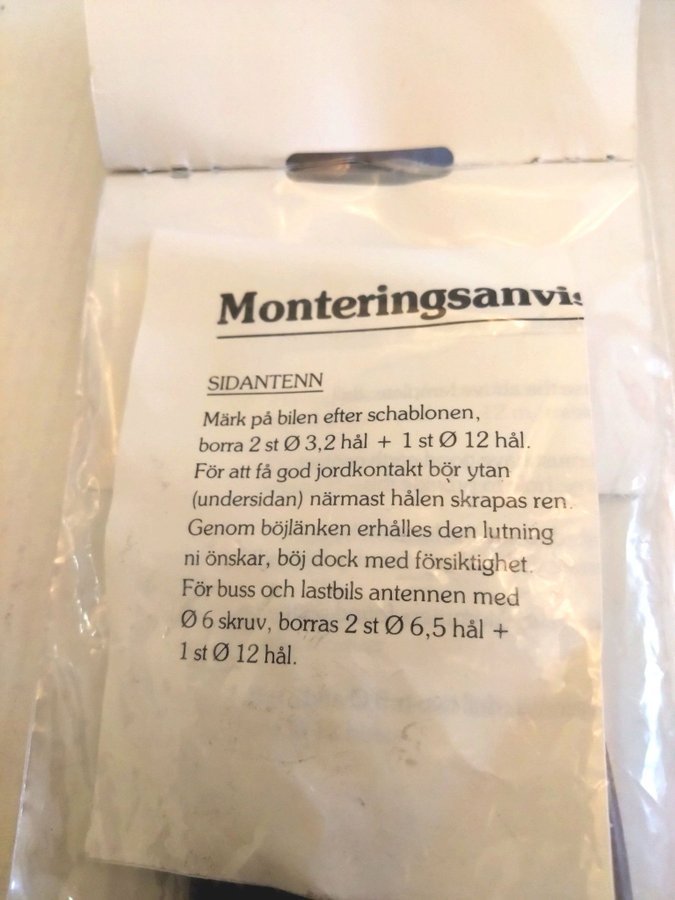 Monteringsanvis
SIDANTENN
Märk på bilen efter schablonen,
borra 2 st Ø 3,2 hål + 1 st Ø 12 hål.
För att få god jordkontakt bör ytan
(undersidan) närmast hålen skrapas ren.
Genom böjlänken erhålles den lutning
ni önskar, böj dock med försiktighet.
För buss och lastbils antennen med
Ø 6 skruv, borras 2 st Ø 6,5 hål +
1 st Ø 12 hål.